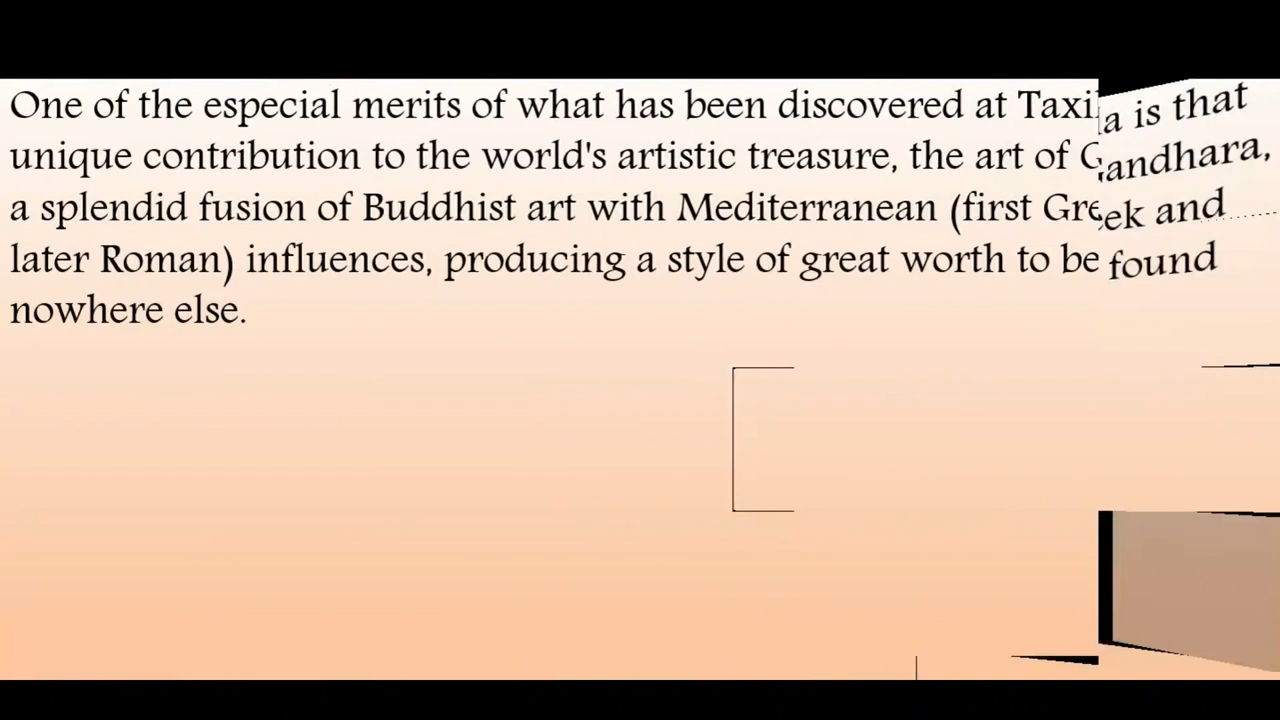 One of the especial merits of what has been discovered at Taxila is that
unique contribution to the world's artistic treasure, the art of Gandhara,
a splendid fusion of Buddhist art with Mediterranean (first Greek and
later Roman) influences, producing a style of great worth to be found
nowhere else.